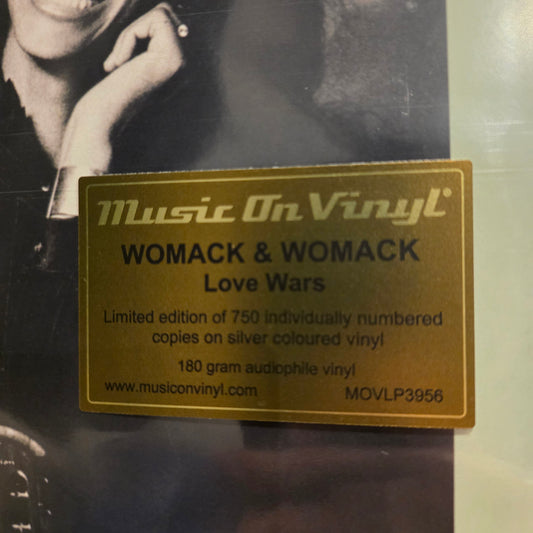 Music On Vinyl®
WOMACK & WOMACK
Love Wars
Limited edition of 750 individually numbered
copies on silver coloured vinyl
180 gram audiophile vinyl
www.musiconvinyl.com MOVLP3956